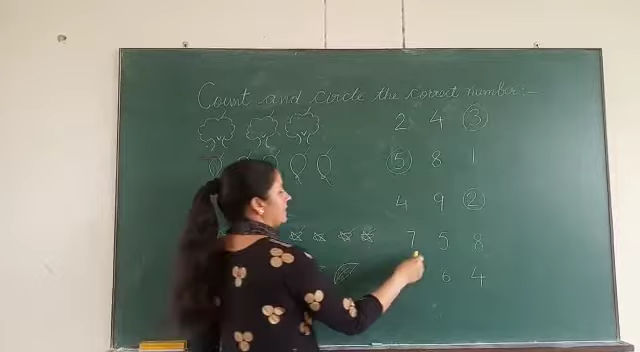 Count and circle the correct number:-
2 4 3
5 8 1
4 9 2
7 5 8
6 4